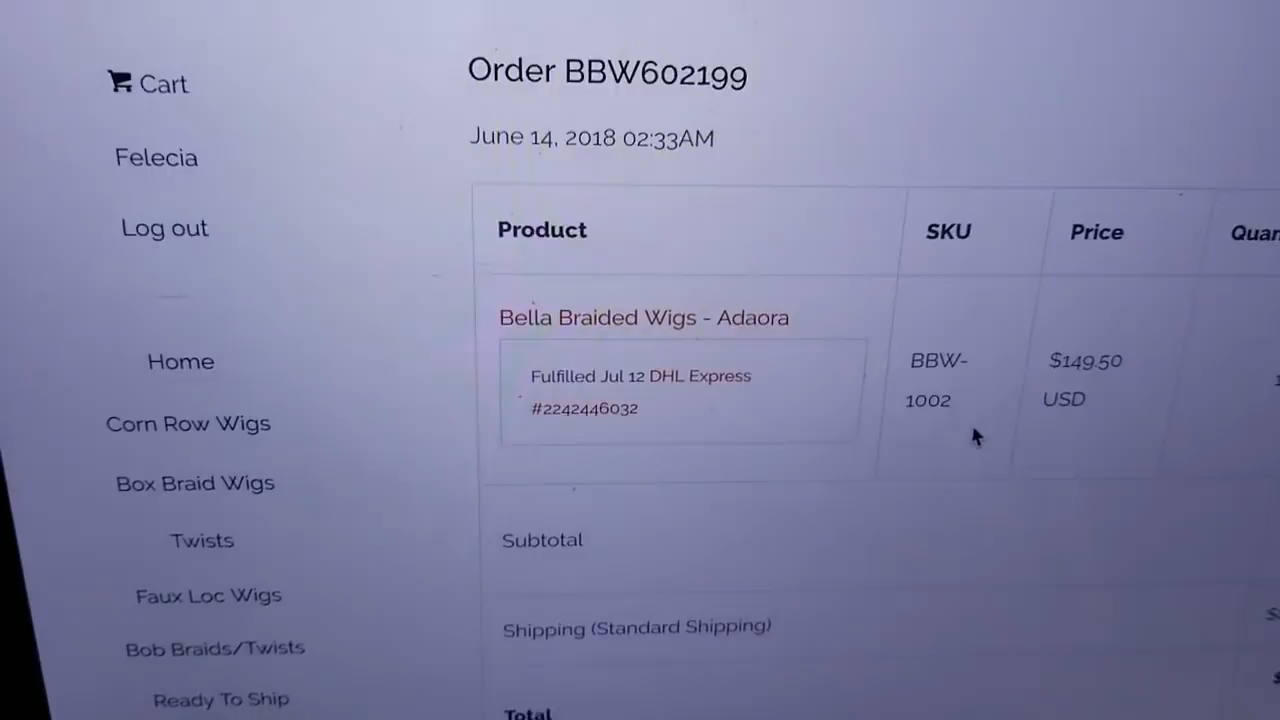 Cart
Felecia
Log out
Home
Corn Row Wigs
Box Braid Wigs
Twists
Faux Loc Wigs
Bob Braids/Twists
Ready To Ship
Order BBW602199
June 14, 2018 02:33AM
Product SKU Price
Bella Braided Wigs - Adaora
Fulfilled Jul 12 DHL Express
#2242446032
BBW-
1002
$149.50
USD
Subtotal
Shipping (Standard Shipping)
Total